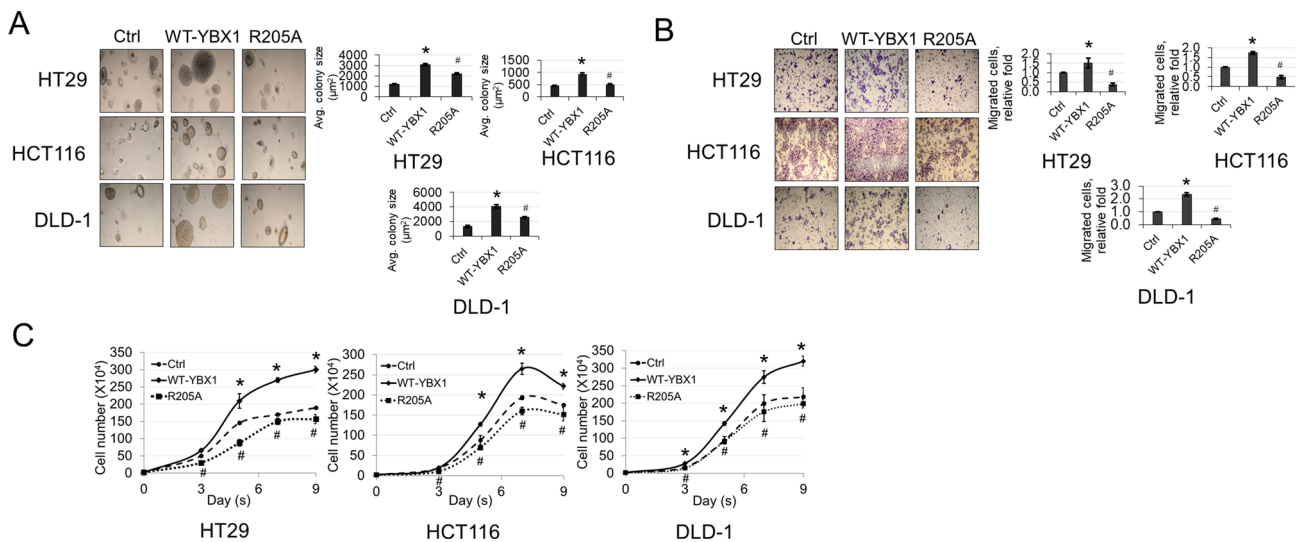 A
Ctrl WT-YBX1 R205A
HT29
HCT116
DLD-1
Avg. colony size
(µm²)
4000
3000
2000
1000
0
*
#
Ctrl
WT-YBX1
R205A
HT29
Avg. colony size
(µm²)
1500
1000
500
0
*
#
Ctrl
WT-YBX1
R205A
HCT116
Avg. colony size
(µm²)
6000
4000
2000
0
*
#
Ctrl
WT-YBX1
R205A
DLD-1
B
Ctrl WT-YBX1 R205A
HT29
HCT116
DLD-1
Migrated cells,
relative fold
2.0
1.5
1.0
0.5
0.0
*
#
Ctrl
WT-YBX1
R205A
HT29
Migrated cells,
relative fold
2.0
1.5
1.0
0.5
0.0
*
#
Ctrl
WT-YBX1
R205A
HCT116
Migrated cells,
relative fold
3.0
2.0
1.0
0.0
*
#
Ctrl
WT-YBX1
R205A
DLD-1
C
Cell number (X10⁴)
350
300
250
200
150
100
50
0
Ctrl
WT-YBX1
R205A
* * *
# # # #
0 3 6 9
Day (s)
HT29
Cell number (X10⁴)
300
250
200
150
100
50
0
Ctrl
WT-YBX1
R205A
* * *
# # # #
0 3 6 9
Day (s)
HCT116
Cell number (X10⁴)
350
300
250
200
150
100
50
0
Ctrl
WT-YBX1
R205A
* * * *
# # # #
0 3 6 9
Day (s)
DLD-1